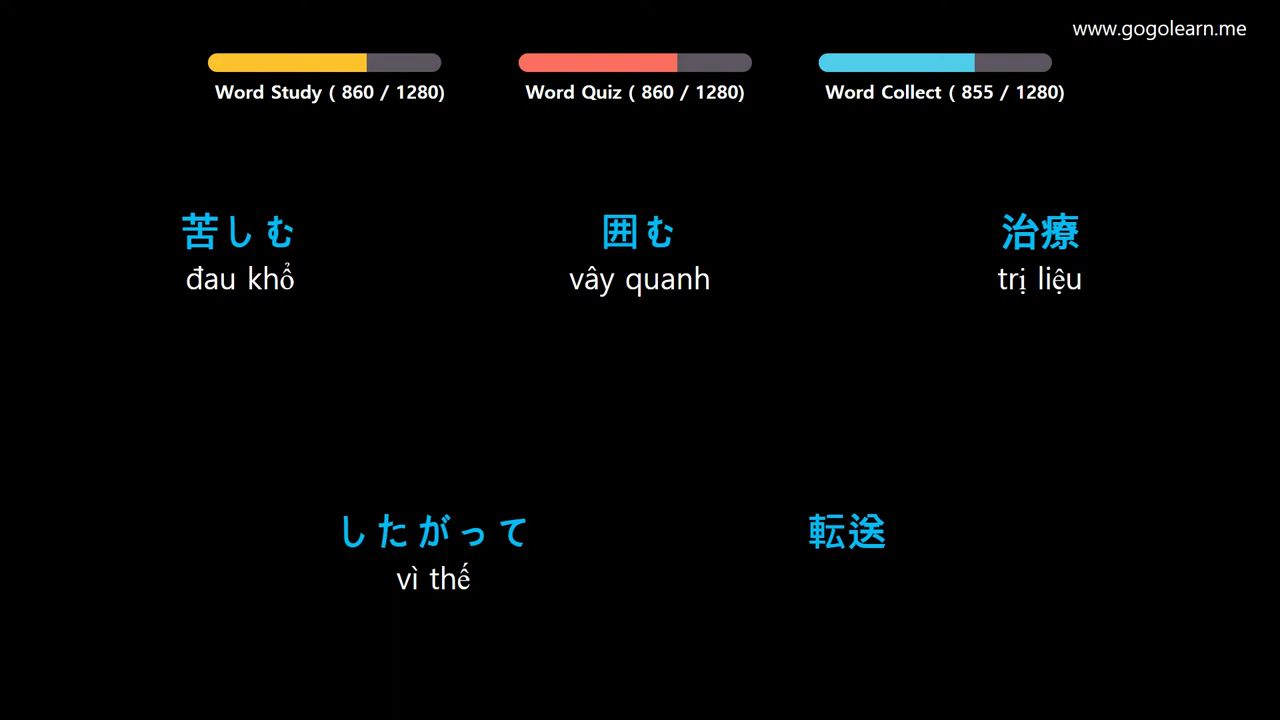 www.gogolearn.me
Word Study ( 860 / 1280)
Word Quiz ( 860 / 1280)
Word Collect ( 855 / 1280)
苦しむ
đau khổ
囲む
vây quanh
治療
trị liệu
したがって
vì thế
転送